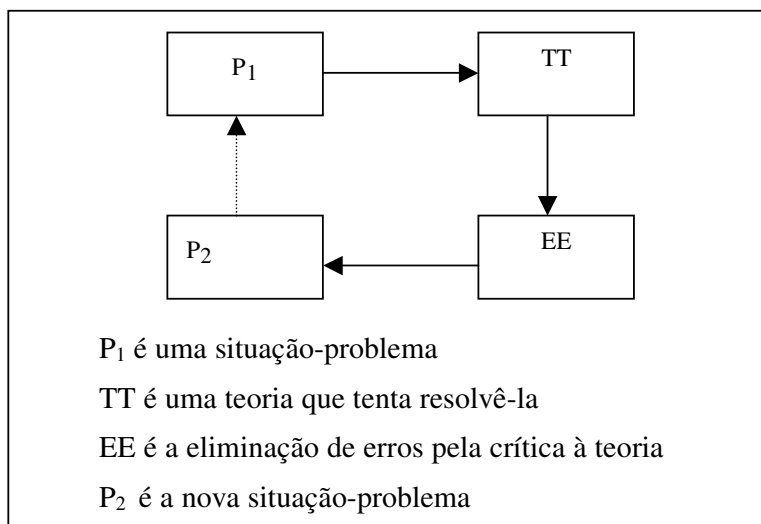 P1
TT
P2
EE
P1 é uma situação-problema
TT é uma teoria que tenta resolvê-la
EE é a eliminação de erros pela crítica à teoria
P2 é a nova situação-problema